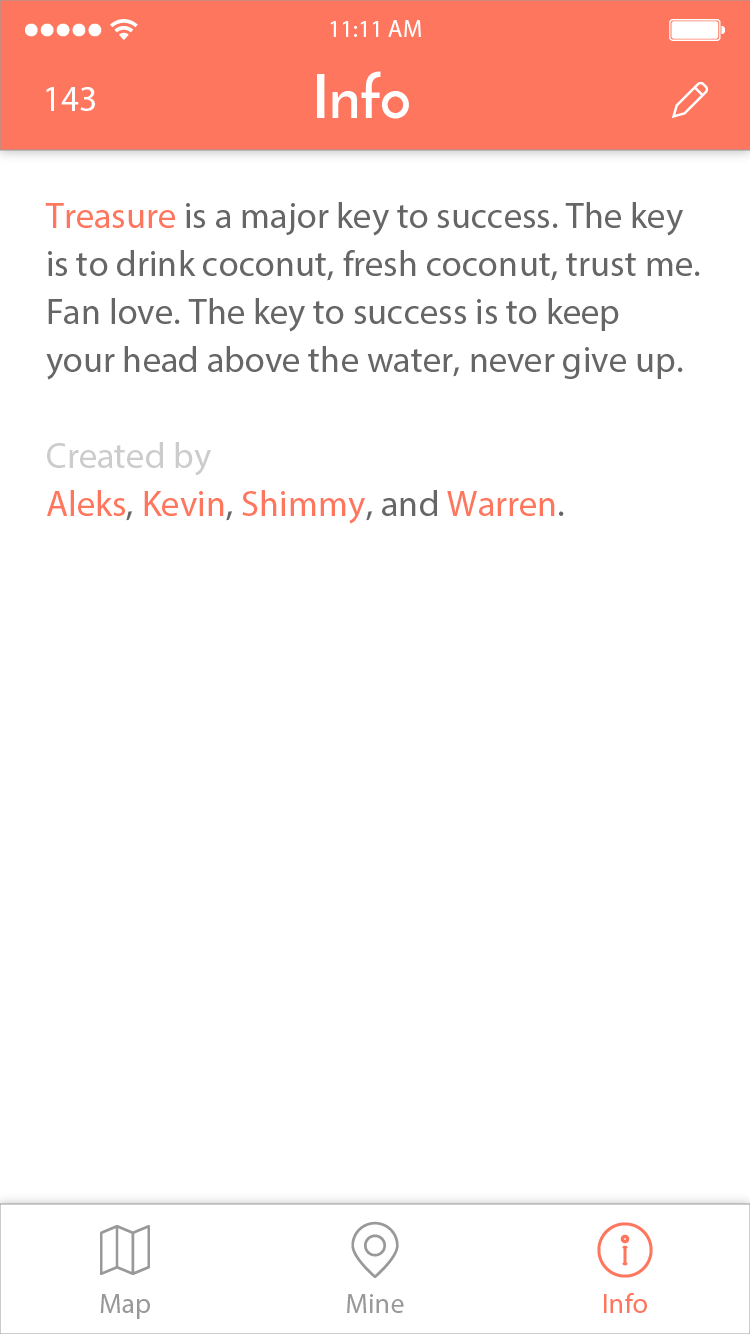 11:11 AM
143
Info
Treasure is a major key to success. The key
is to drink coconut, fresh coconut, trust me.
Fan love. The key to success is to keep
your head above the water, never give up.
Created by
Aleks, Kevin, Shimmy, and Warren.
Map
Mine
Info